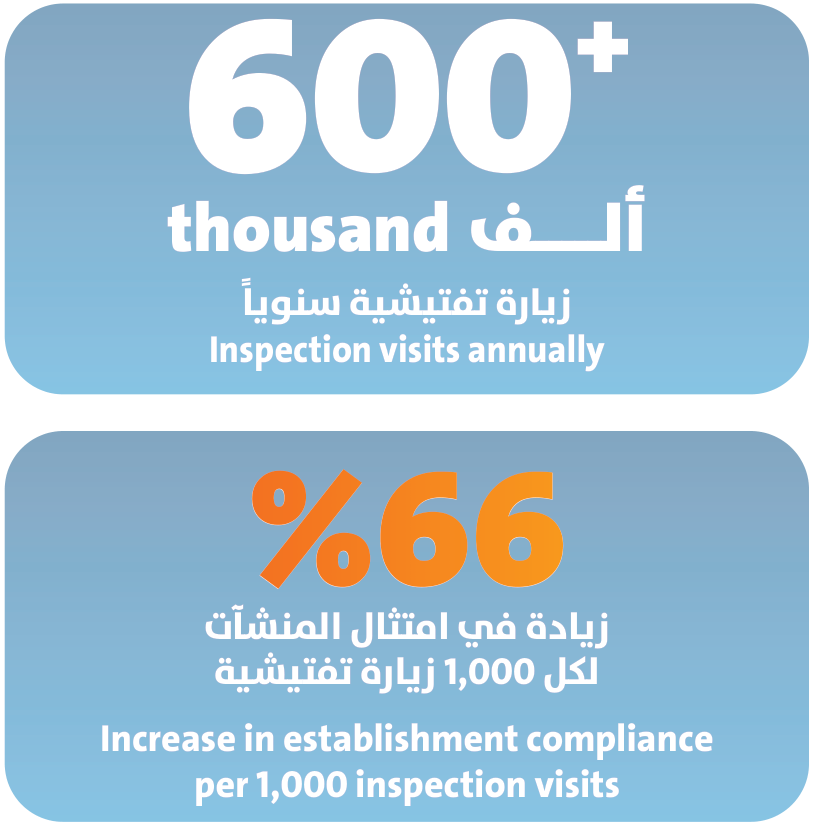 600+
ألف thousand
زيارة تفتيشية سنوياً
Inspection visits annually
%66
زيادة في امتثال المنشآت
لكل 1,000 زيارة تفتيشية
Increase in establishment compliance
per 1,000 inspection visits